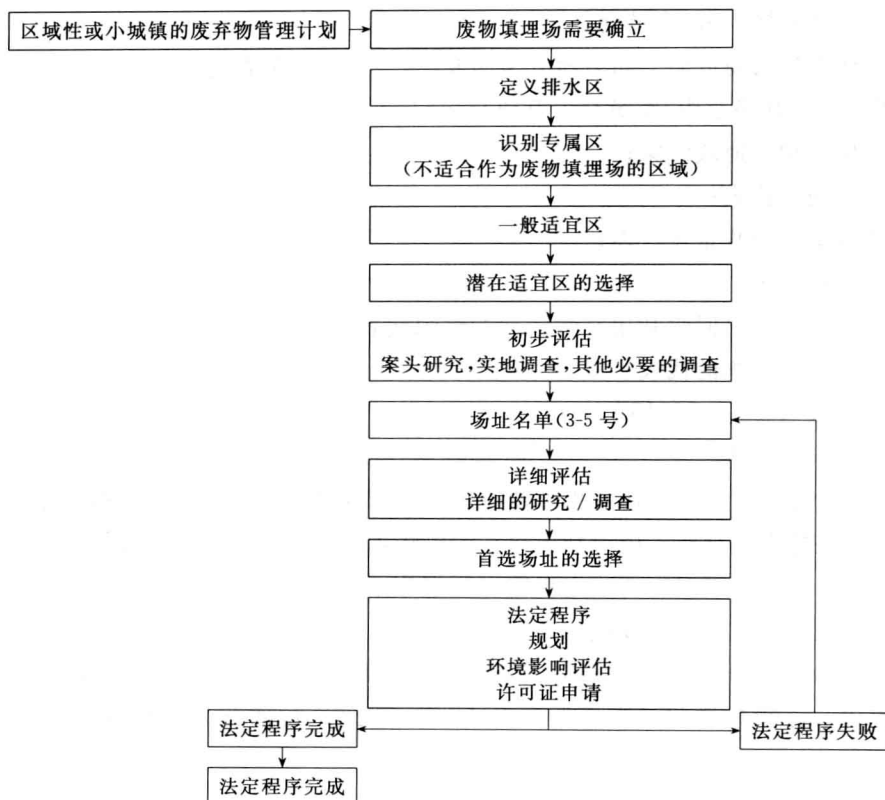 区域性或小城镇的废弃物管理计划
废物填埋场需要确立
定义排水区
识别专属区
(不适合作为废物填埋场的区域)
一般适宜区
潜在适宜区的选择
初步评估
案头研究,实地调查,其他必要的调查
场址名单(3-5 号)
详细评估
详细的研究 / 调查
首选场址的选择
法定程序
规划
环境影响评估
许可证申请
法定程序完成
法定程序失败
法定程序完成